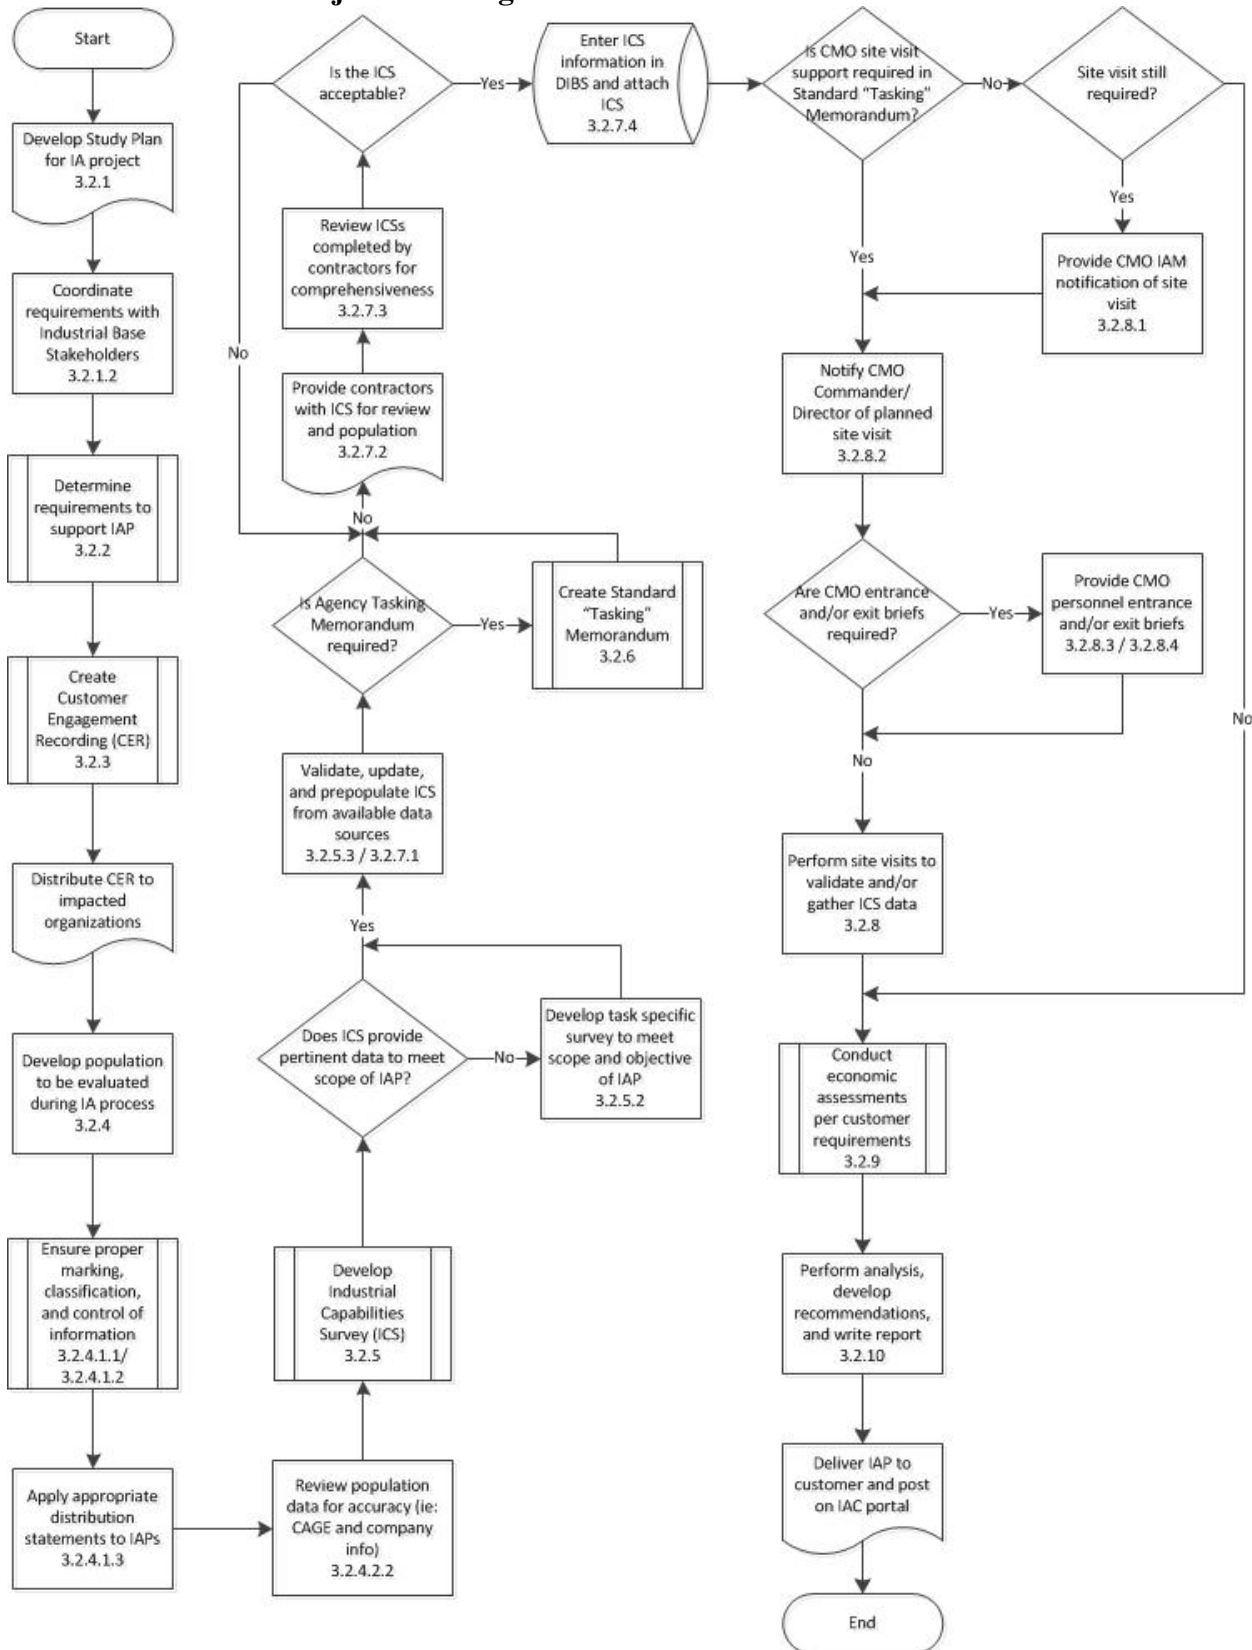 Start
Develop Study Plan
for IA project
3.2.1
Coordinate
requirements with
Industrial Base
Stakeholders
3.2.1.2
Determine
requirements to
support IAP
3.2.2
Create
Customer
Engagement
Recording (CER)
3.2.3
Distribute CER to
impacted
organizations
Develop population
to be evaluated
during IA process
3.2.4
Ensure proper
marking,
classification,
and control of
information
3.2.4.1.1/
3.2.4.1.2
Apply appropriate
distribution
statements to IAPs
3.2.4.1.3
Review population
data for accuracy (ie:
CAGE and company
info)
3.2.4.2.2
Develop
Industrial
Capabilities
Survey (ICS)
3.2.5
Does ICS provide
pertinent data to meet
scope of IAP?
No
Develop task specific
survey to meet
scope and objective
of IAP
3.2.5.2
Yes
Validate, update,
and prepopulate ICS
from available data
sources
3.2.5.3 / 3.2.7.1
Is Agency Tasking
Memorandum
required?
Yes
Create Standard
"Tasking"
Memorandum
3.2.6
No
Provide contractors
with ICS for review
and population
3.2.7.2
Review ICSs
completed by
contractors for
comprehensiveness
3.2.7.3
Is the ICS
acceptable?
No
Yes
Enter ICS
information in
DIBS and attach
ICS
3.2.7.4
Is CMO site visit
support required in
Standard "Tasking"
Memorandum?
No
Site visit still
required?
Yes
Provide CMO IAM
notification of site
visit
3.2.8.1
Yes
Notify CMO
Commander/
Director of planned
site visit
3.2.8.2
Are CMO entrance
and/or exit briefs
required?
Yes
Provide CMO
personnel entrance
and/or exit briefs
3.2.8.3 / 3.2.8.4
No
No
Perform site visits to
validate and/or
gather ICS data
3.2.8
Conduct
economic
assessments
per customer
requirements
3.2.9
Perform analysis,
develop
recommendations,
and write report
3.2.10
Deliver IAP to
customer and post
on IAC portal
End